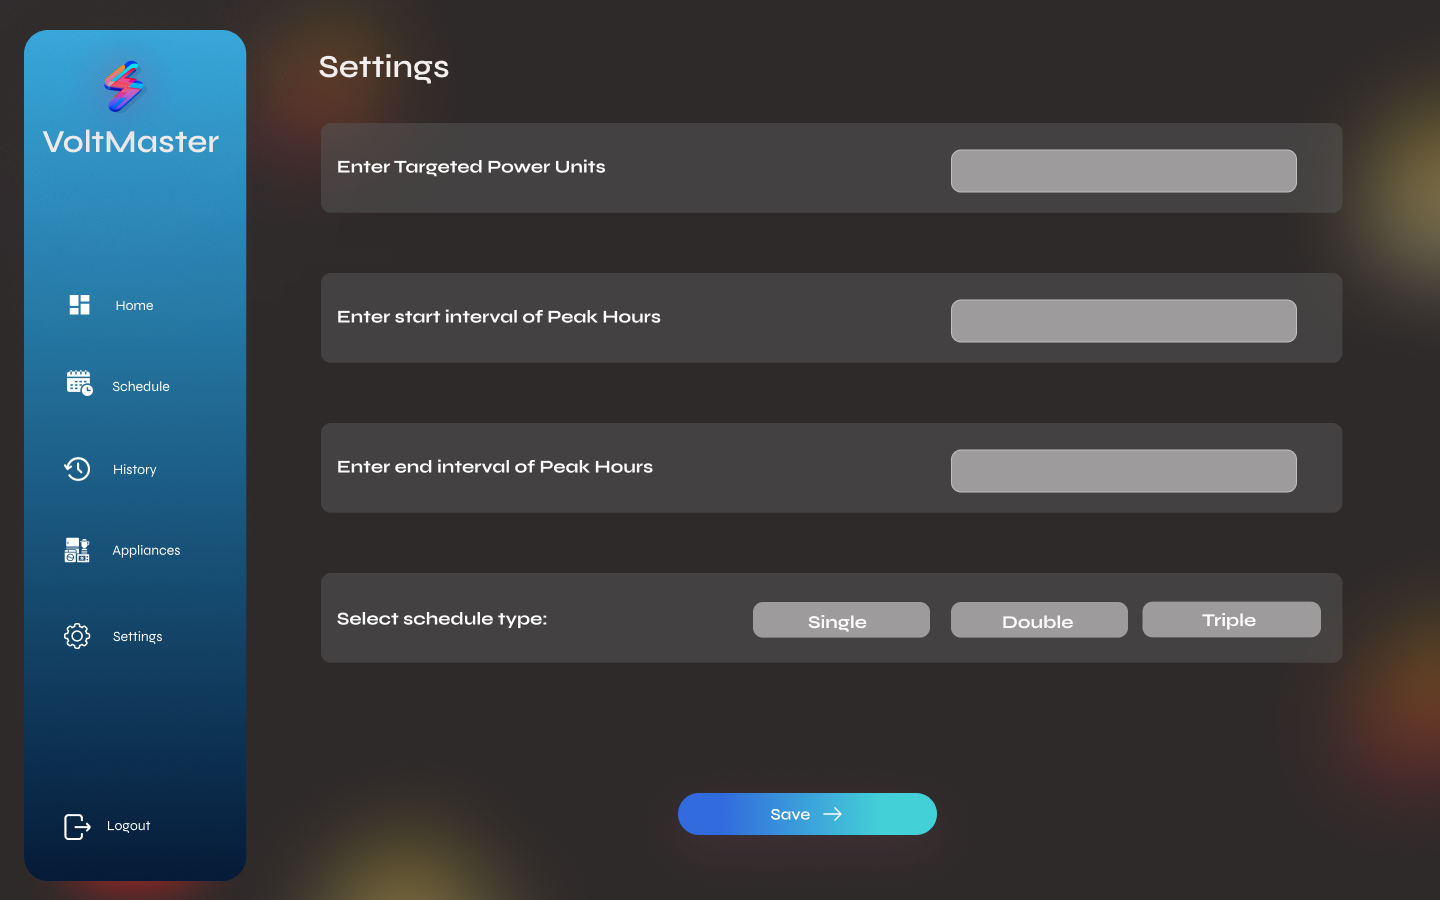 VoltMaster
Home
Schedule
History
Appliances
Settings
Logout
Settings
Enter Targeted Power Units
Enter start interval of Peak Hours
Enter end interval of Peak Hours
Select schedule type:
Single
Double
Triple
Save